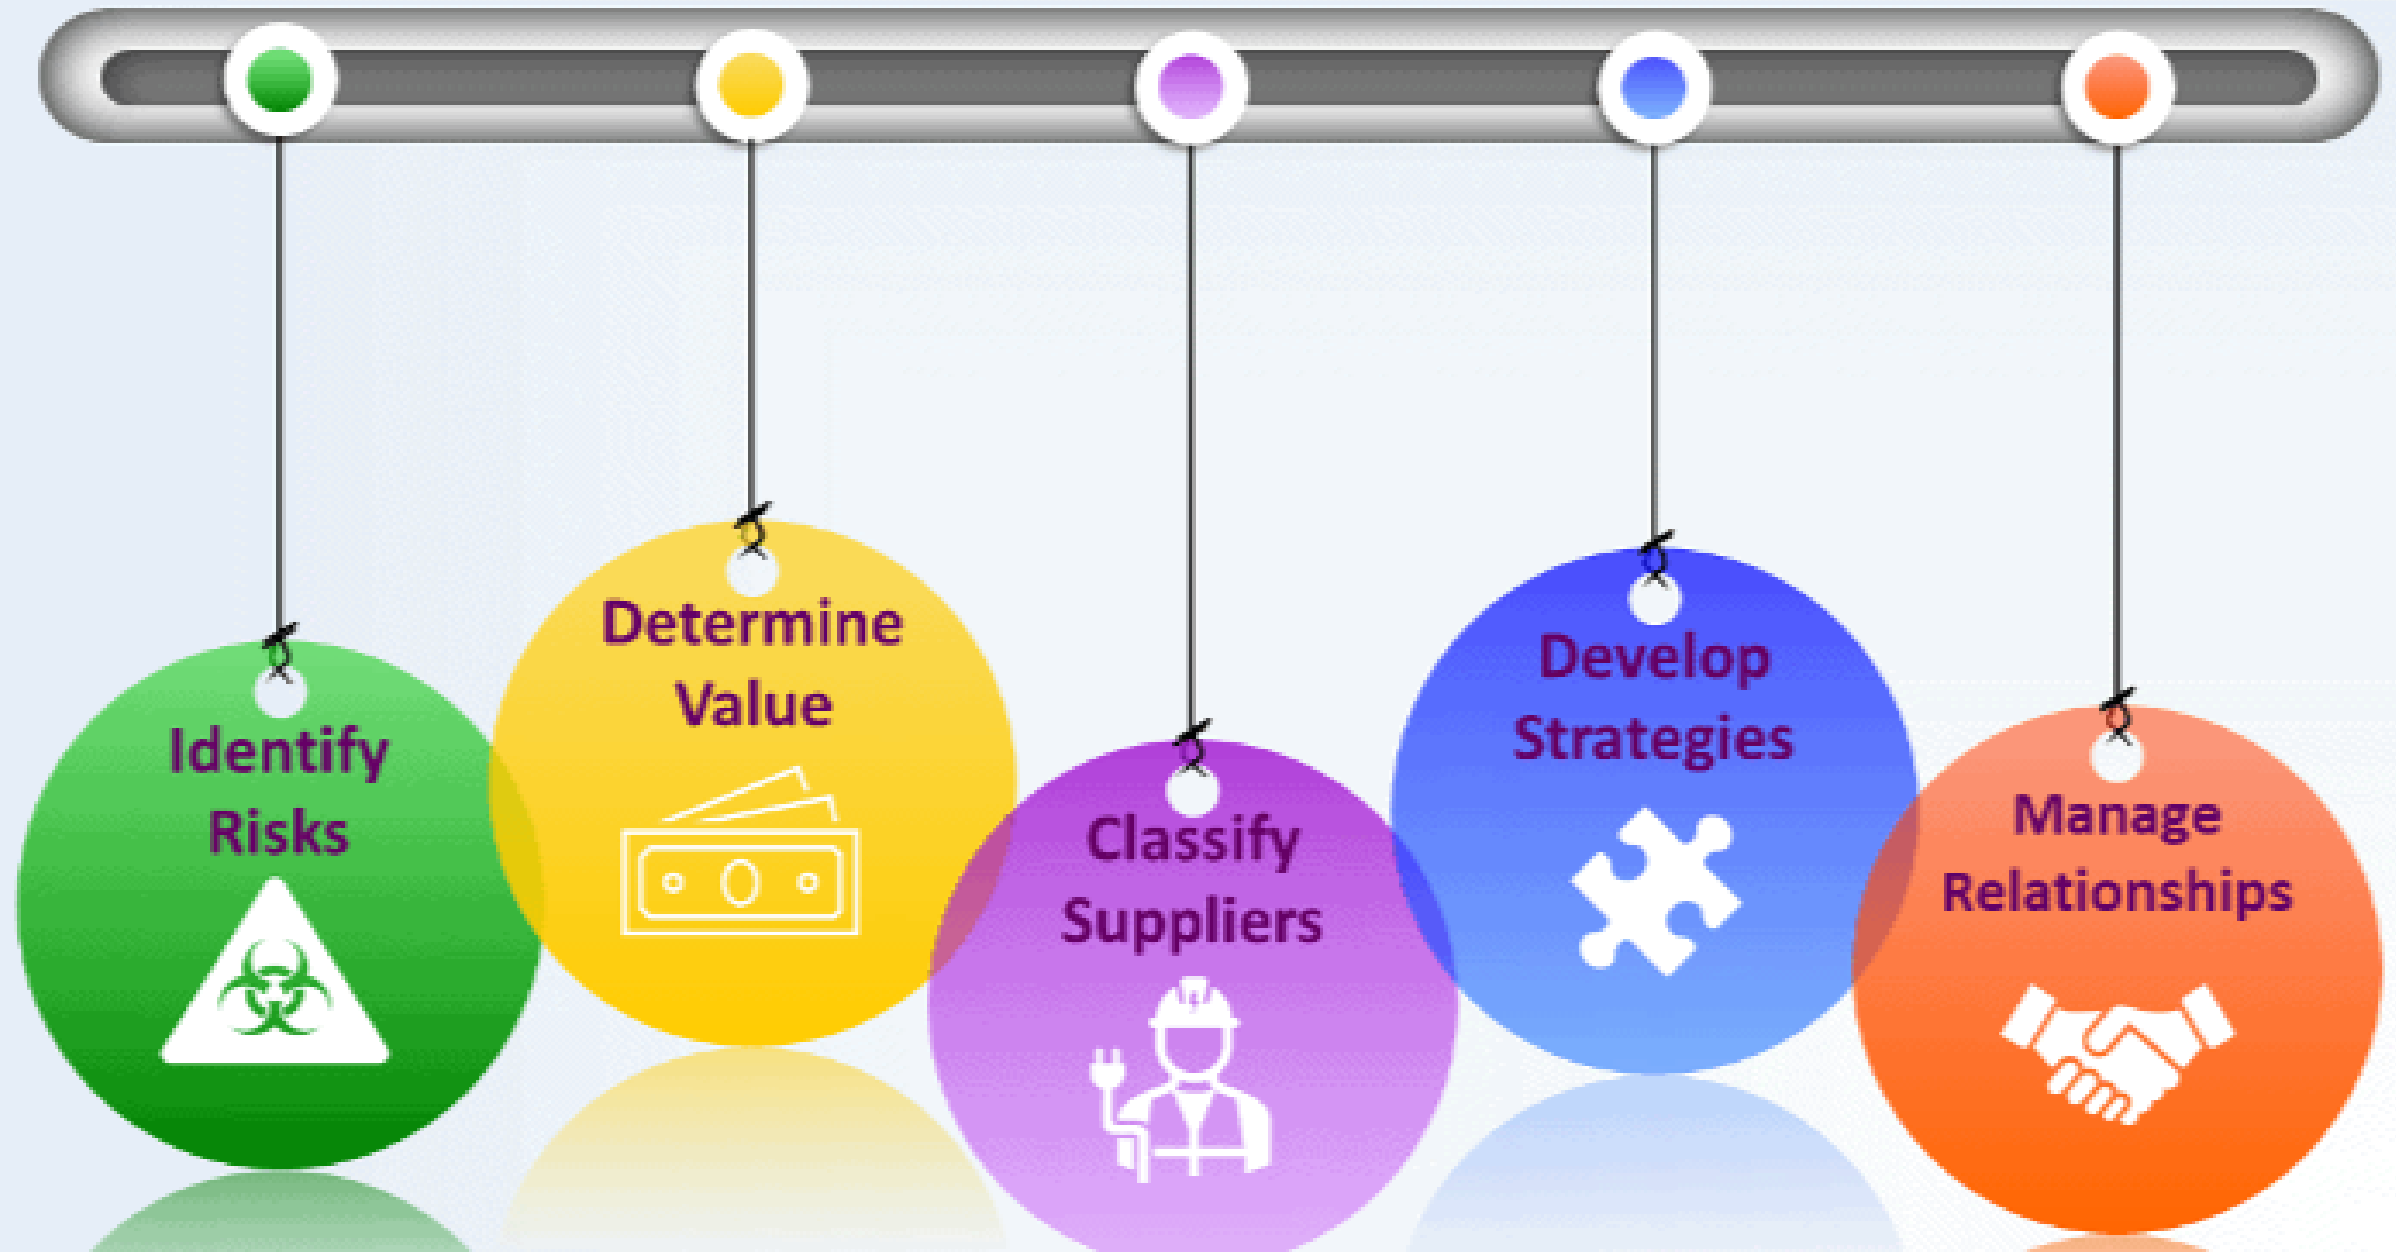 Identify
Risks
Determine
Value
Classify
Suppliers
Develop
Strategies
Manage
Relationships